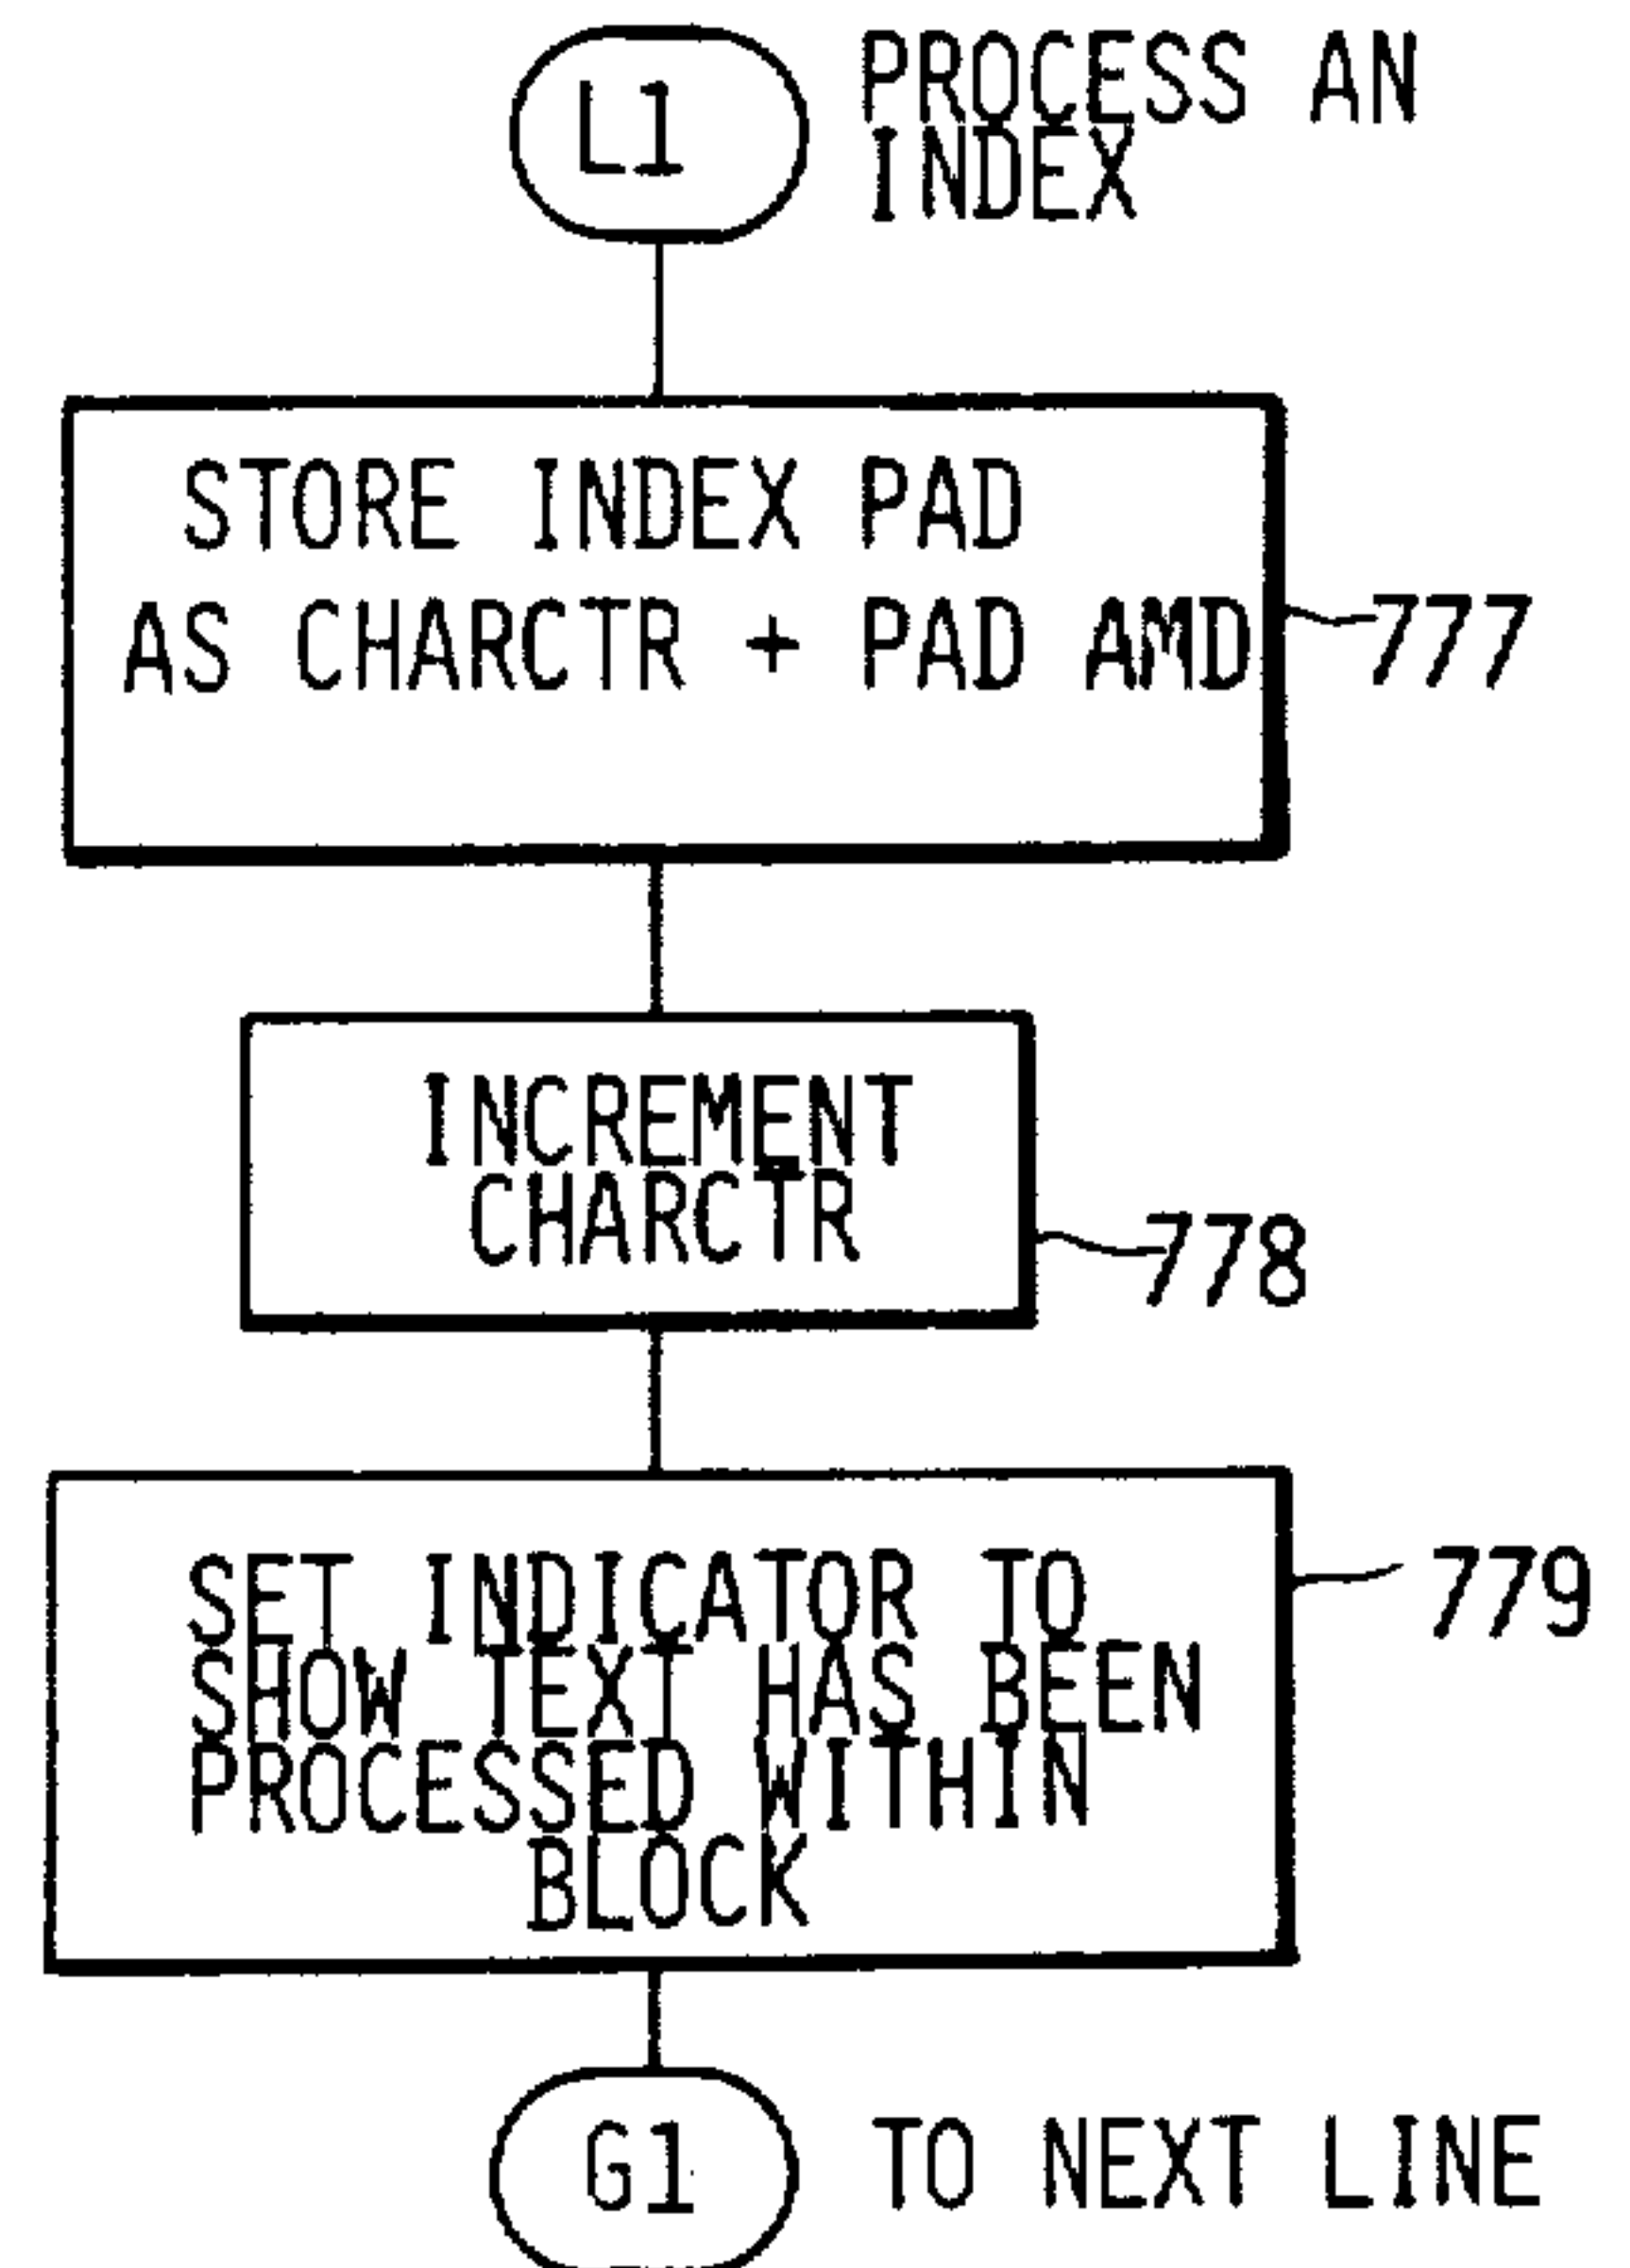 L1
PROCESS AN
INDEX
STORE INDEX PAD
AS CHARCTR + PAD AMD
777
INCREMENT
CHARCTR
778
SET INDICATOR TO
SHOW TEXT HAS BEEN
PROCESSED WITHIN
BLOCK
779
G1
TO NEXT LINE